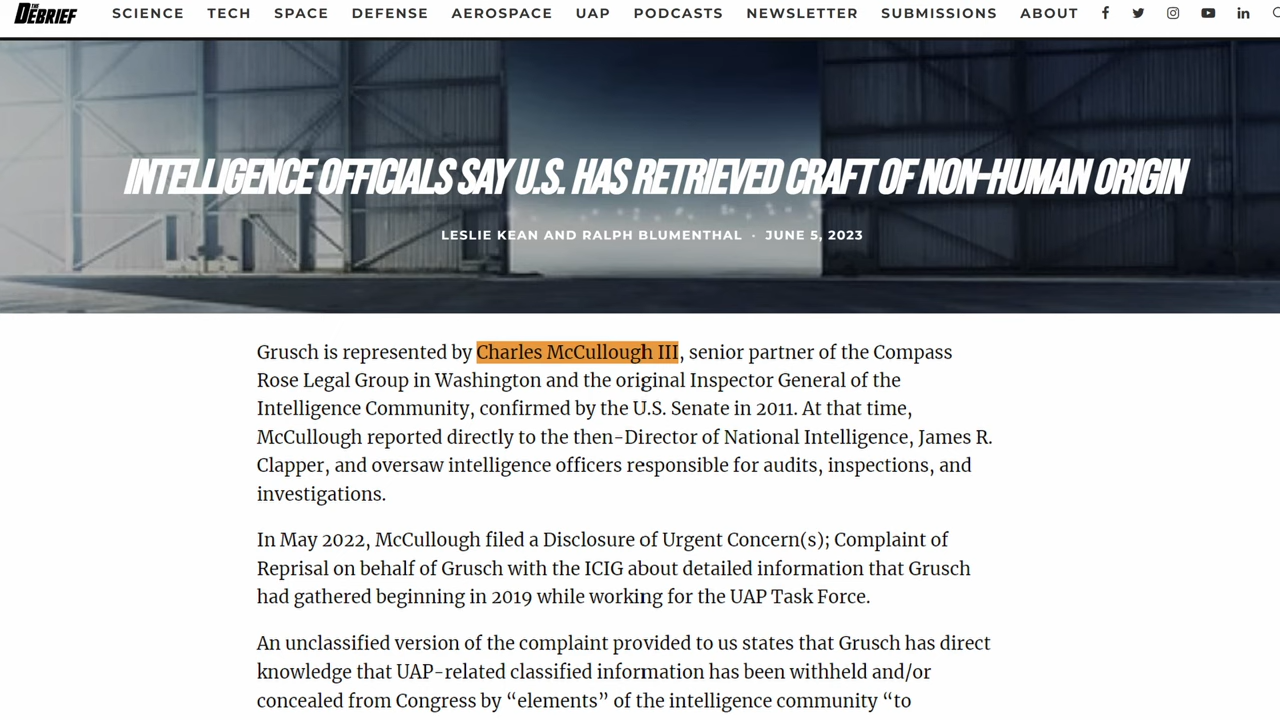 THE DEBRIEF SCIENCE TECH SPACE DEFENSE AEROSPACE UAP PODCASTS NEWSLETTER SUBMISSIONS ABOUT
INTELLIGENCE OFFICIALS SAY U.S. HAS RETRIEVED CRAFT OF NON-HUMAN ORIGIN
LESLIE KEAN AND RALPH BLUMENTHAL · JUNE 5, 2023
Grusch is represented by Charles McCullough III, senior partner of the Compass
Rose Legal Group in Washington and the original Inspector General of the
Intelligence Community, confirmed by the U.S. Senate in 2011. At that time,
McCullough reported directly to the then-Director of National Intelligence, James R.
Clapper, and oversaw intelligence officers responsible for audits, inspections, and
investigations.
In May 2022, McCullough filed a Disclosure of Urgent Concern(s); Complaint of
Reprisal on behalf of Grusch with the ICIG about detailed information that Grusch
had gathered beginning in 2019 while working for the UAP Task Force.
An unclassified version of the complaint provided to us states that Grusch has direct
knowledge that UAP-related classified information has been withheld and/or
concealed from Congress by “elements” of the intelligence community “to